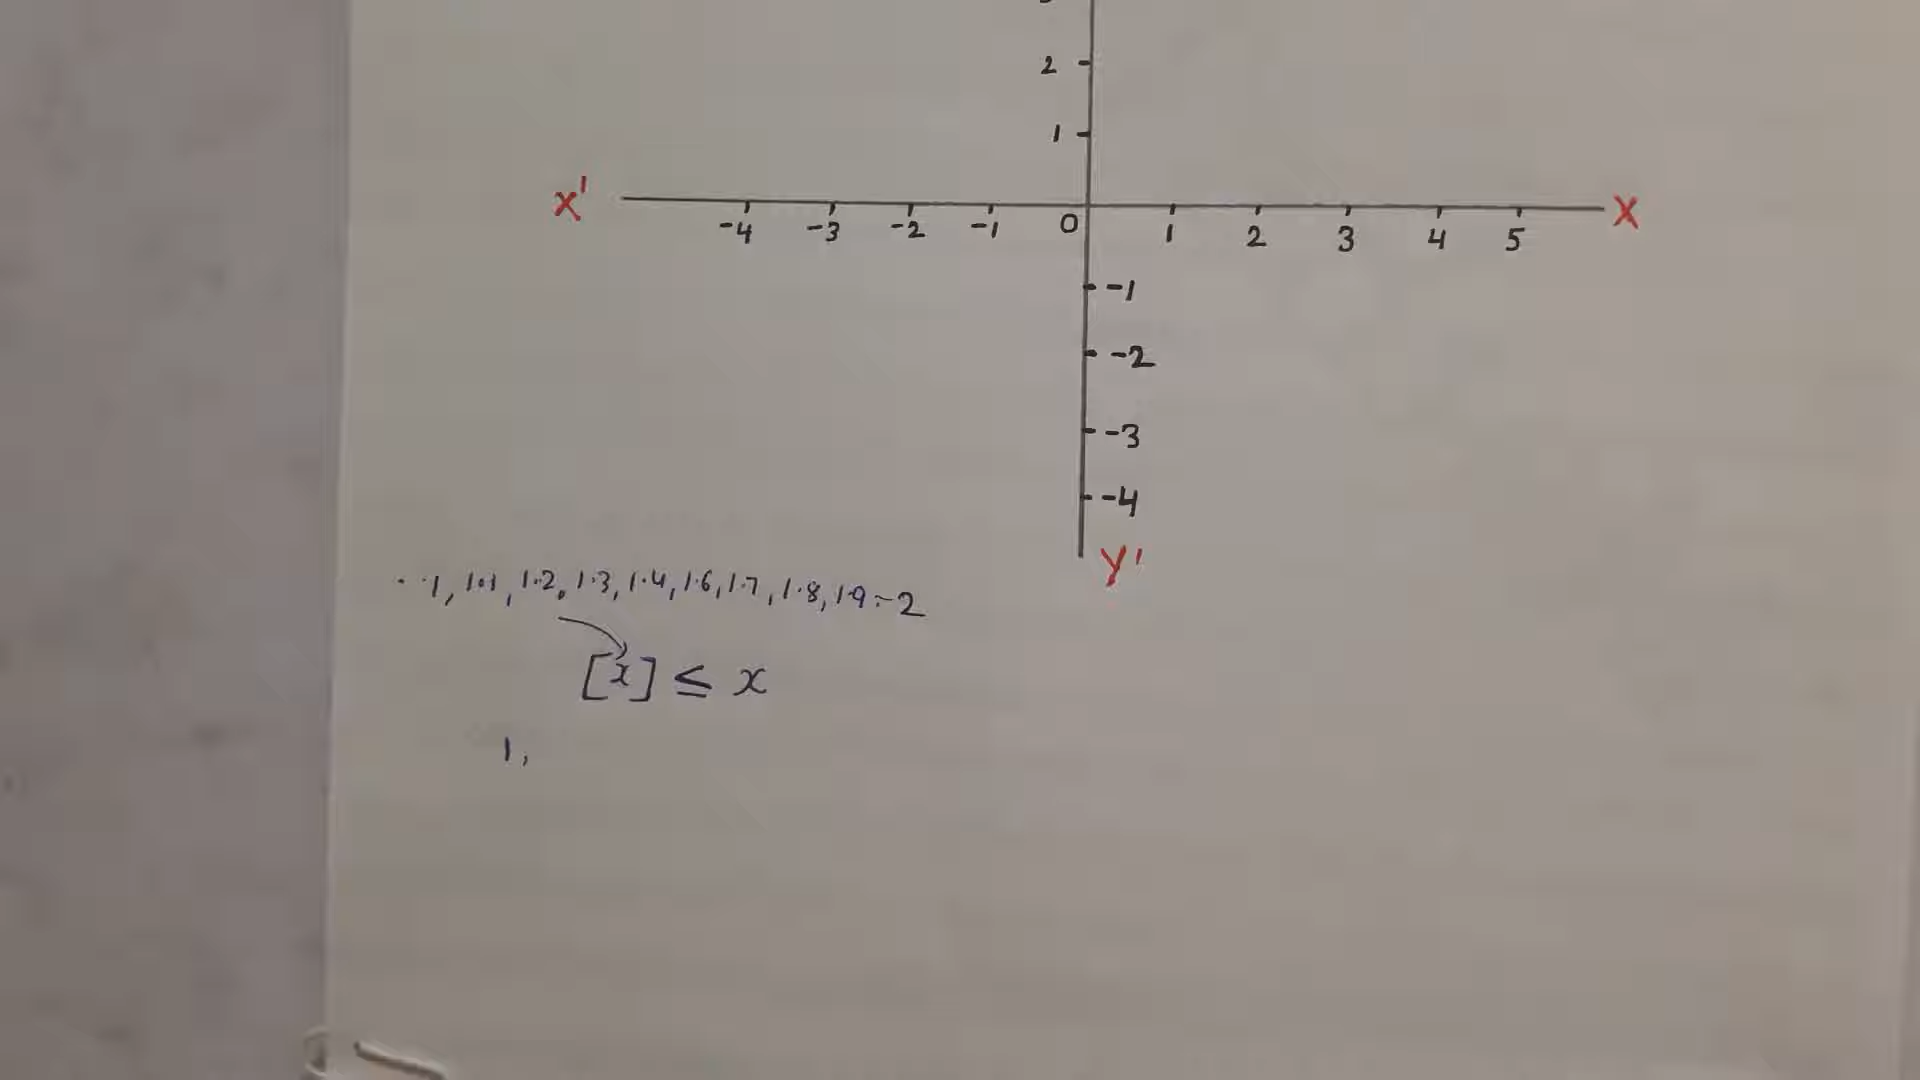 2
1
X' X
-4 -3 -2 -1 0 1 2 3 4 5
-1
-2
-3
-4
Y'
1, 1.1, 1.2, 1.3, 1.4, 1.6, 1.7, 1.8, 1.9 - 2
[x] ≤ x
1,